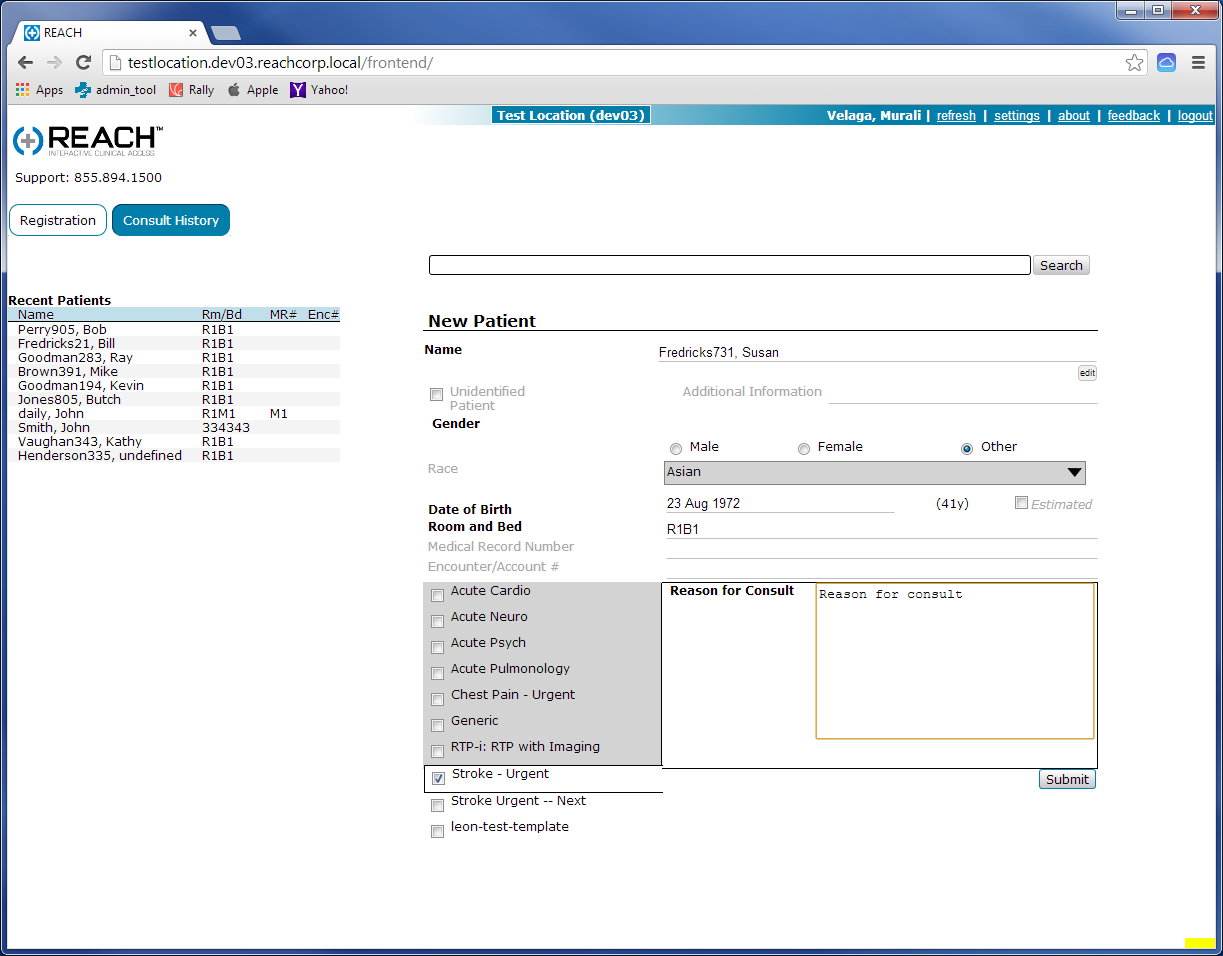 REACH
testlocation.dev03.reachcorp.local/frontend/
Apps admin_tool Rally Apple Yahoo!
Test Location (dev03) Velaga, Murali | refresh | settings | about | feedback | logout
REACH™
INTERACTIVE CLINICAL ACCESS
Support: 855.894.1500
Registration Consult History
Search
Recent Patients
Name Rm/Bd MR# Enc#
Perry905, Bob R1B1
Fredricks21, Bill R1B1
Goodman283, Ray R1B1
Brown391, Mike R1B1
Goodman194, Kevin R1B1
Jones805, Butch R1B1
daily, John R1M1 M1
Smith, John 334343
Vaughan343, Kathy R1B1
Henderson335, undefined R1B1
New Patient
Name Fredricks731, Susan
edit
Unidentified Patient Additional Information
Gender
Male Female Other
Race Asian
Date of Birth 23 Aug 1972 (41y) Estimated
Room and Bed R1B1
Medical Record Number
Encounter/Account #
Acute Cardio
Acute Neuro
Acute Psych
Acute Pulmonology
Chest Pain - Urgent
Generic
RTP-i: RTP with Imaging
Stroke - Urgent
Stroke Urgent -- Next
leon-test-template
Reason for Consult Reason for consult
Submit